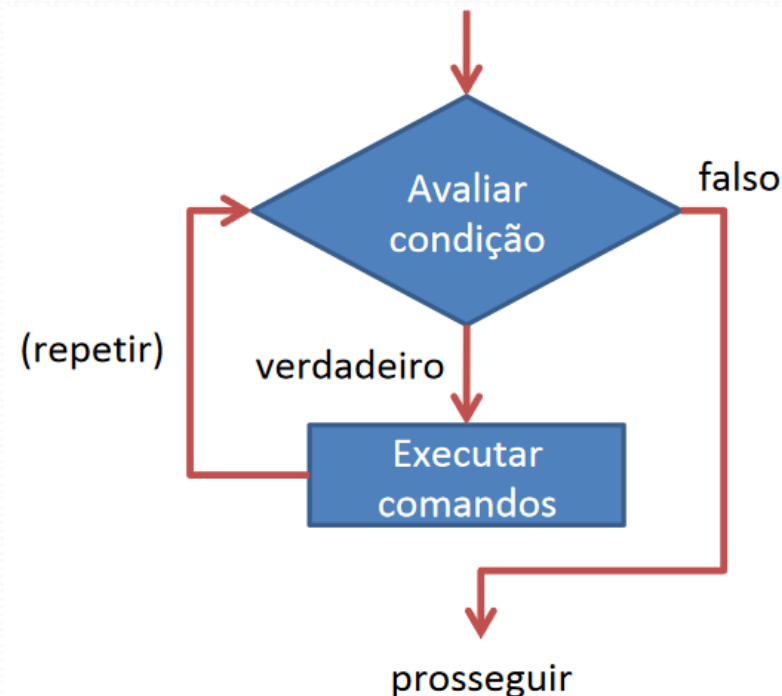 Avaliar
condição
falso
(repetir)
verdadeiro
Executar
comandos
prosseguir